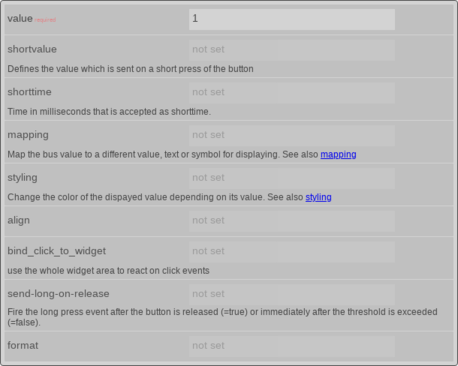 value required 1
shortvalue not set
Defines the value which is sent on a short press of the button
shorttime not set
Time in milliseconds that is accepted as shorttime.
mapping not set
Map the bus value to a different value, text or symbol for displaying. See also mapping
styling not set
Change the color of the dispayed value depending on its value. See also styling
align not set
bind_click_to_widget not set
use the whole widget area to react on click events
send-long-on-release not set
Fire the long press event after the button is released (=true) or immediately after the threshold is exceeded
(=false).
format not set